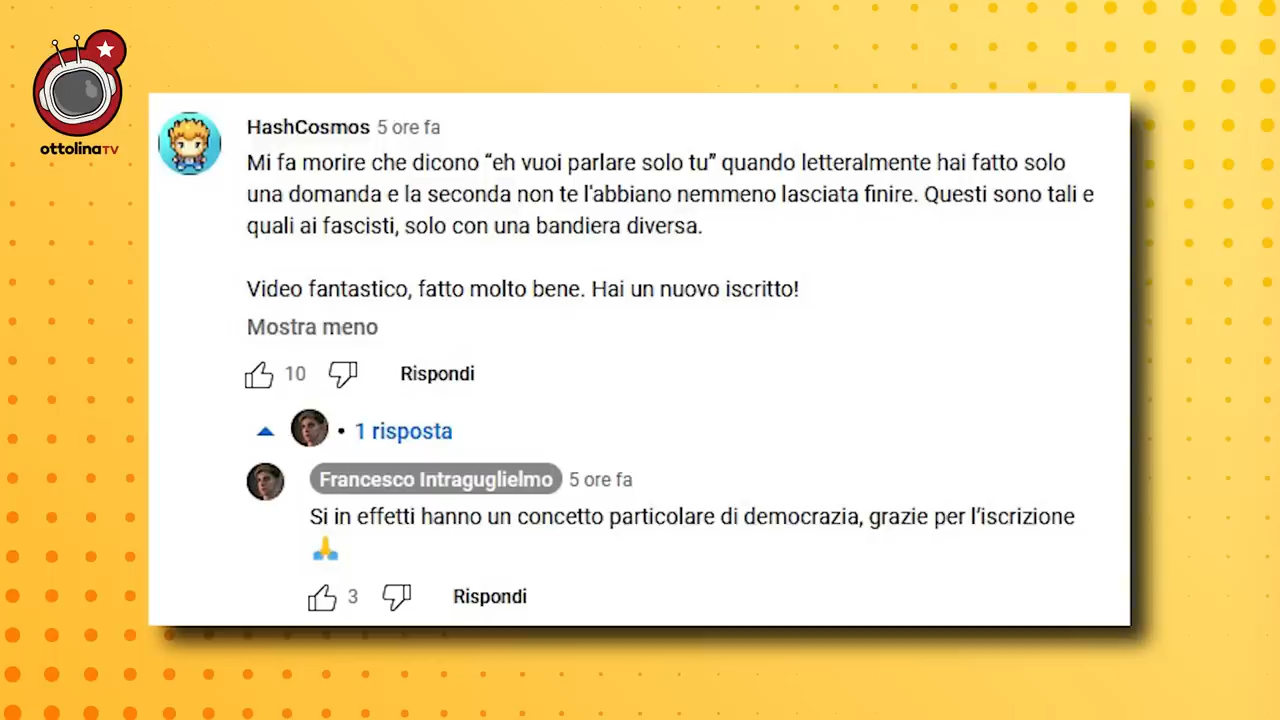 ottolinaTV
HashCosmos 5 ore fa
Mi fa morire che dicono “eh vuoi parlare solo tu” quando letteralmente hai fatto solo
una domanda e la seconda non te l'abbiano nemmeno lasciata finire. Questi sono tali e
quali ai fascisti, solo con una bandiera diversa.
Video fantastico, fatto molto bene. Hai un nuovo iscritto!
Mostra meno
10 Rispondi
• 1 risposta
Francesco Intraguglielmo 5 ore fa
Si in effetti hanno un concetto particolare di democrazia, grazie per l’iscrizione
🙏
3 Rispondi